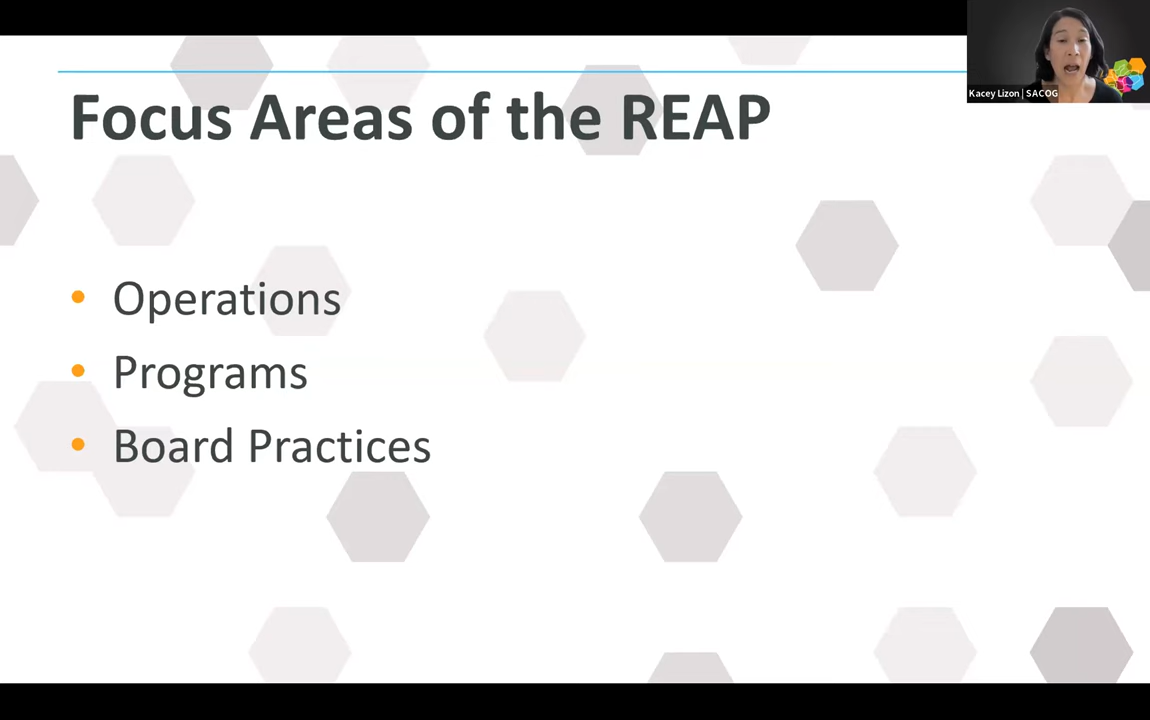 Focus Areas of the REAP
Kacey Lizon | SACOG
• Operations
• Programs
• Board Practices